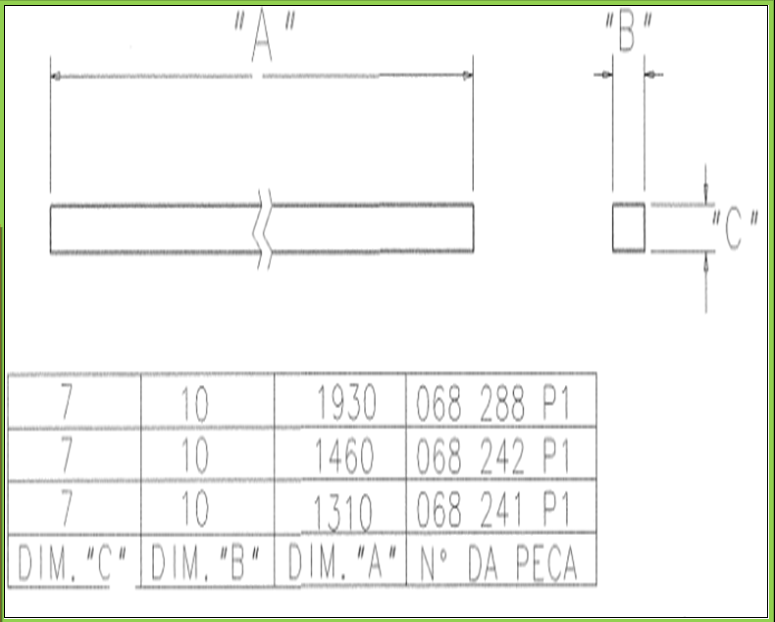 "A" "B"
"C"
7 10 1930 068 288 P1
7 10 1460 068 242 P1
7 10 1310 068 241 P1
DIM. "C" DIM. "B" DIM. "A" N° DA PECA